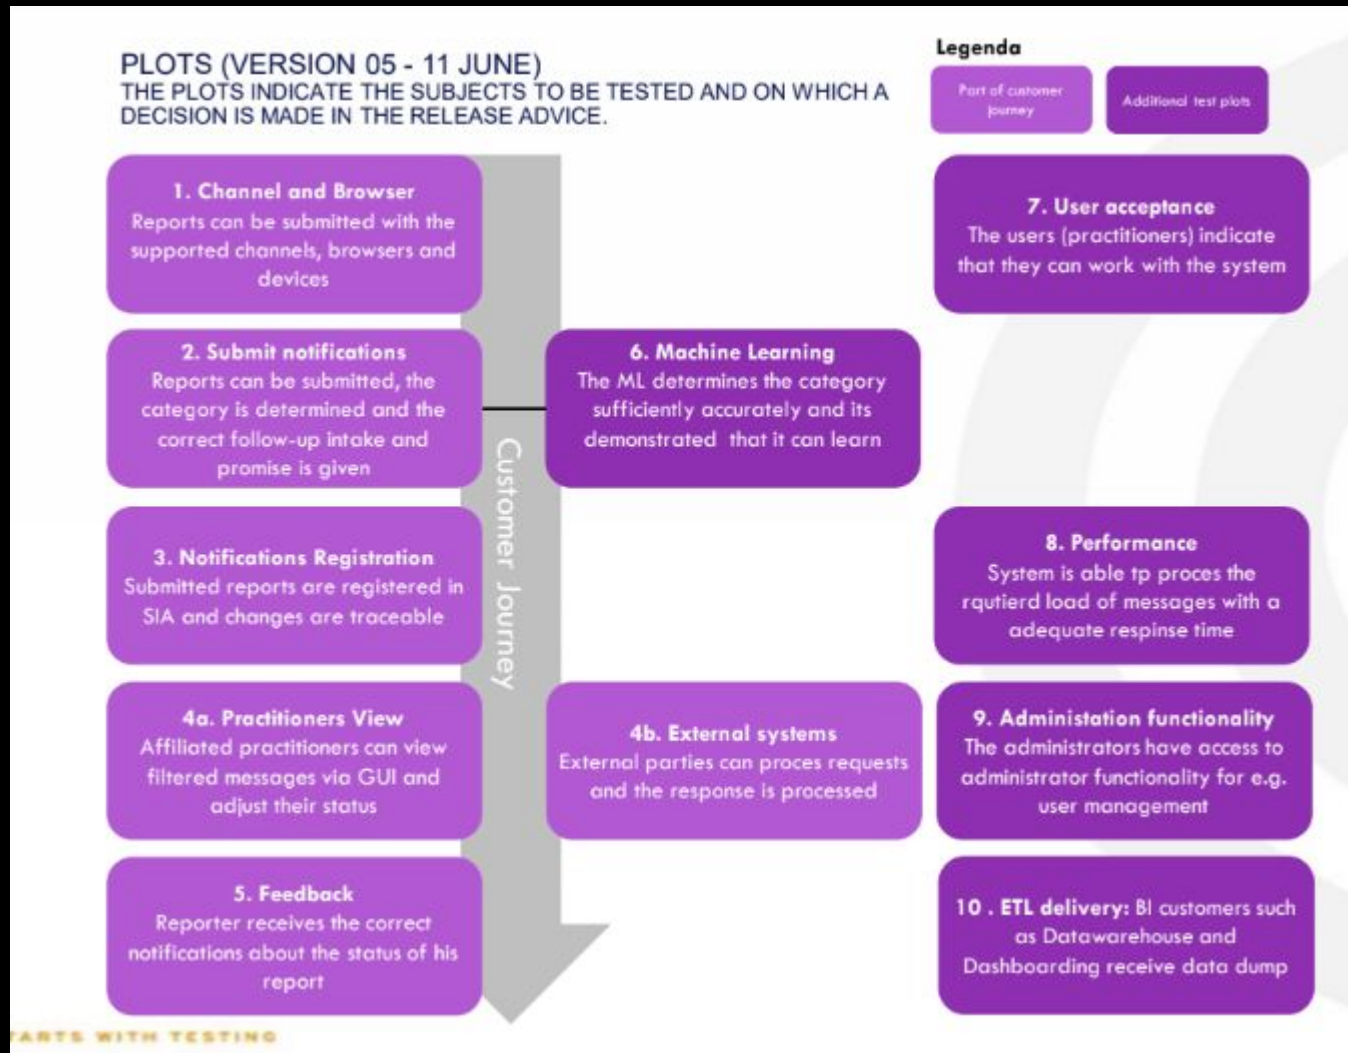 PLOTS (VERSION 05 - 11 JUNE)
THE PLOTS INDICATE THE SUBJECTS TO BE TESTED AND ON WHICH A
DECISION IS MADE IN THE RELEASE ADVICE.
Legenda
Part of customer
journey
Additional test plots
1. Channel and Browser
Reports can be submitted with the
supported channels, browsers and
devices
2. Submit notifications
Reports can be submitted, the
category is determined and the
correct follow-up intake and
promise is given
3. Notifications Registration
Submitted reports are registered in
SIA and changes are traceable
4a. Practitioners View
Affiliated practitioners can view
filtered messages via GUI and
adjust their status
5. Feedback
Reporter receives the correct
notifications about the status of his
report
Customer Journey
6. Machine Learning
The ML determines the category
sufficiently accurately and its
demonstrated that it can learn
4b. External systems
External parties can proces requests
and the response is processed
7. User acceptance
The users (practitioners) indicate
that they can work with the system
8. Performance
System is able tp proces the
rqutierd load of messages with a
adequate respinse time
9. Administation functionality
The administrators have access to
administrator functionality for e.g.
user management
10 . ETL delivery: BI customers such
as Datawarehouse and
Dashboarding receive data dump
TARTS WITH TESTING